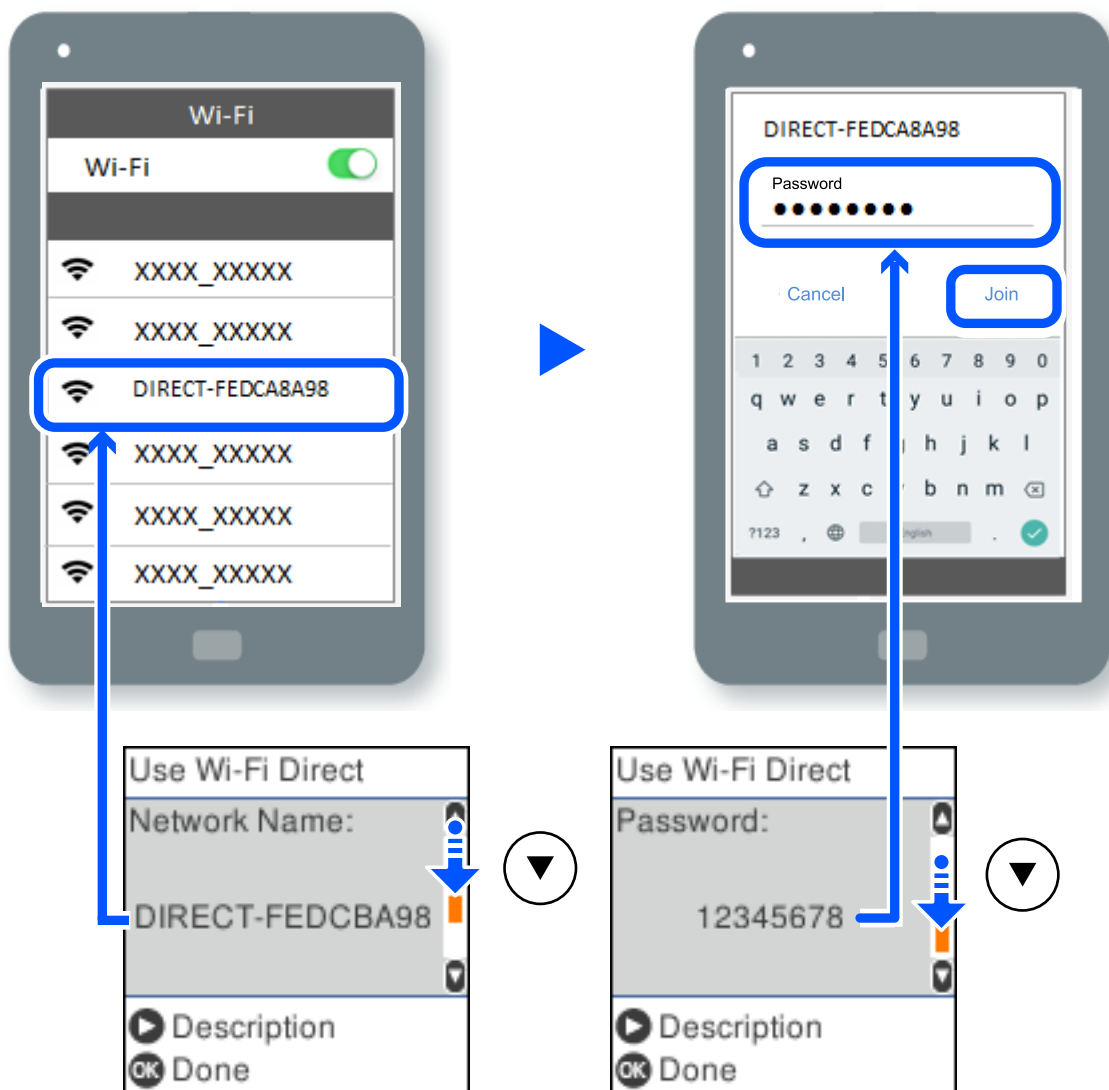 Wi-Fi
Wi-Fi
XXXX_XXXXX
XXXX_XXXXX
DIRECT-FEDCA8A98
XXXX_XXXXX
XXXX_XXXXX
XXXX_XXXXX
DIRECT-FEDCA8A98
Password
●●●●●●●●
Cancel
Join
1 2 3 4 5 6 7 8 9 0
q w e r t y u i o p
a s d f h j k l
z x c b n m
?123 , .
Use Wi-Fi Direct
Network Name:
DIRECT-FEDCBA98
Description
OK Done
Use Wi-Fi Direct
Password:
12345678
Description
OK Done